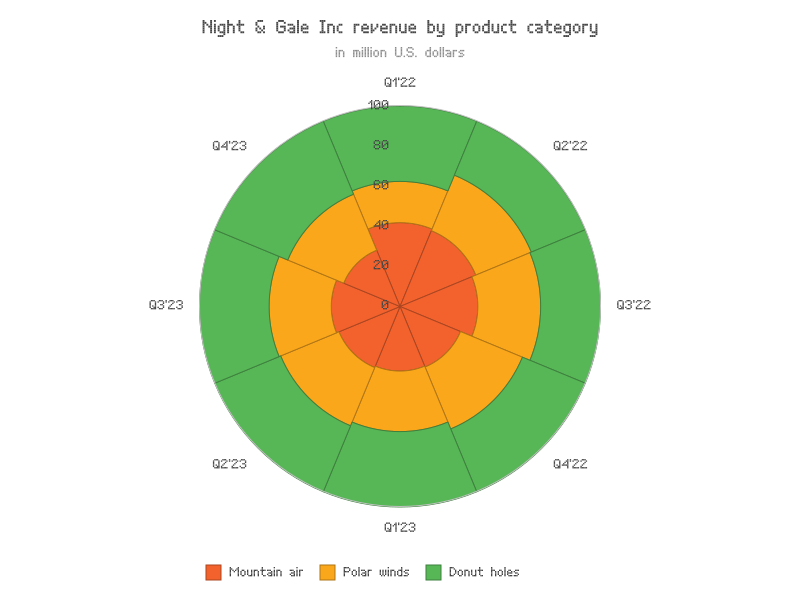 Night & Gale Inc revenue by product category
in million U.S. dollars
Q1'22
100
Q4'23
80
Q2'22
60
40
20
Q3'23
0
Q3'22
Q2'23
Q4'22
Q1'23
Mountain air
Polar winds
Donut holes